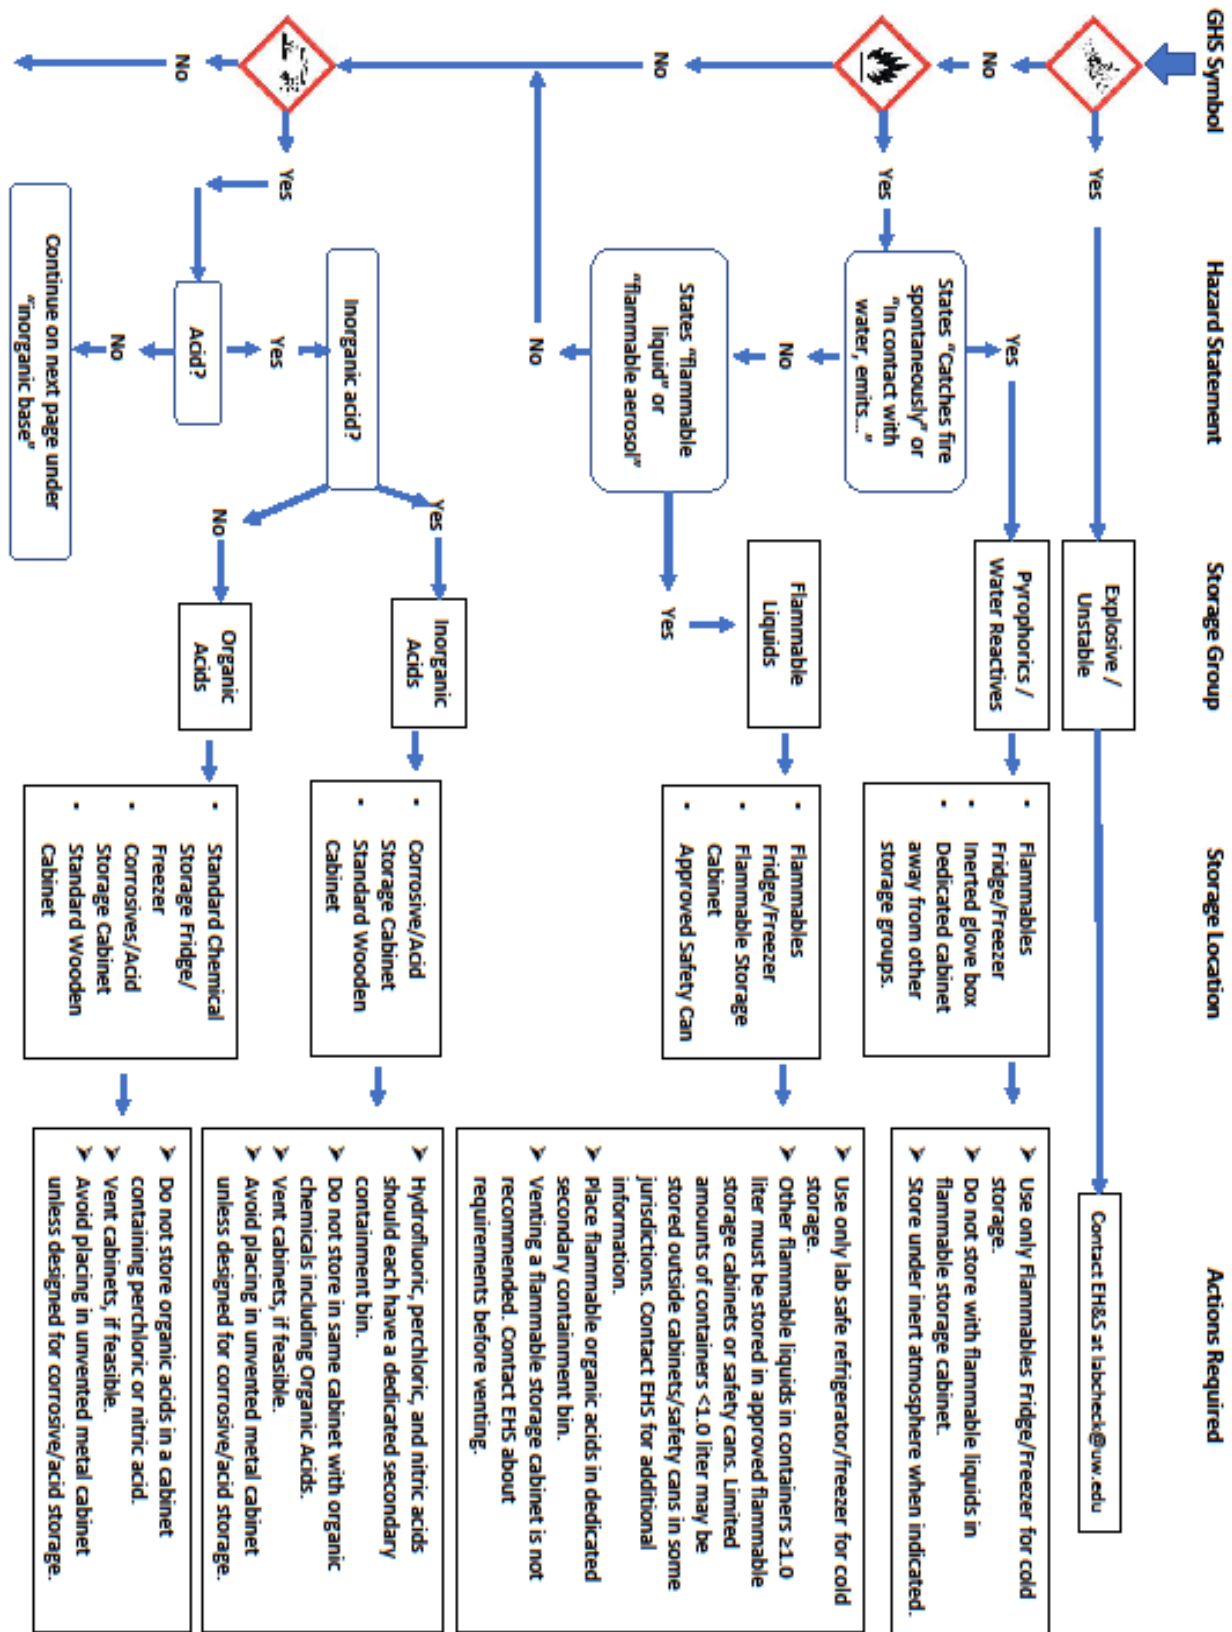 GHS Symbol
Hazard Statement
Storage Group
Storage Location
Actions Required
Yes
Explosive /
Unstable
Contact EH&S at labcheck@uw.edu
No
Yes
States “Catches fire
spontaneously” or
“In contact with
water, emits...”
Yes
Pyrophorics /
Water Reactives
▪ Flammables
Fridge/Freezer
▪ Inerted glove box
▪ Dedicated cabinet
away from other
storage groups.
➤ Use only Flammables Fridge/Freezer for cold
storage.
➤ Do not store with flammable liquids in
flammable storage cabinet.
➤ Store under inert atmosphere when indicated.
No
States “flammable
liquid” or
“flammable aerosol”
Yes
Flammable
Liquids
▪ Flammables
Fridge/Freezer
▪ Flammable Storage
Cabinet
▪ Approved Safety Can
➤ Use only lab safe refrigerator/freezer for cold
storage.
➤ Other flammable liquids in containers ≥1.0
liter must be stored in approved flammable
storage cabinets or safety cans. Limited
amounts of containers <1.0 liter may be
stored outside cabinets/safety cans in some
jurisdictions. Contact EHS for additional
information.
➤ Place flammable organic acids in dedicated
secondary containment bin.
➤ Venting a flammable storage cabinet is not
recommended. Contact EHS about
requirements before venting.
No
No
Yes
Acid?
Yes
Inorganic acid?
Yes
Inorganic
Acids
▪ Corrosive/Acid
Storage Cabinet
▪ Standard Wooden
Cabinet
➤ Hydrofluoric, perchloric, and nitric acids
should each have a dedicated secondary
containment bin.
➤ Do not store in same cabinet with organic
chemicals including Organic Acids.
➤ Vent cabinets, if feasible.
➤ Avoid placing in unvented metal cabinet
unless designed for corrosive/acid storage.
No
Organic
Acids
▪ Standard Chemical
Storage Fridge/
Freezer
▪ Corrosives/Acid
Storage Cabinet
▪ Standard Wooden
Cabinet
➤ Do not store organic acids in a cabinet
containing perchloric or nitric acid.
➤ Vent cabinets, if feasible.
➤ Avoid placing in unvented metal cabinet
unless designed for corrosive/acid storage.
No
No
Continue on next page under
“inorganic base”